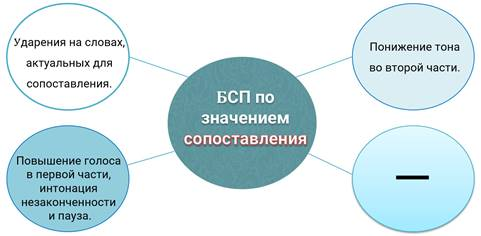 Ударения на словах,
актуальных для
сопоставления.
Понижение тона
во второй части.
БСП по
значением
сопоставления
Повышение голоса
в первой части,
интонация
незаконченности
и пауза.
—